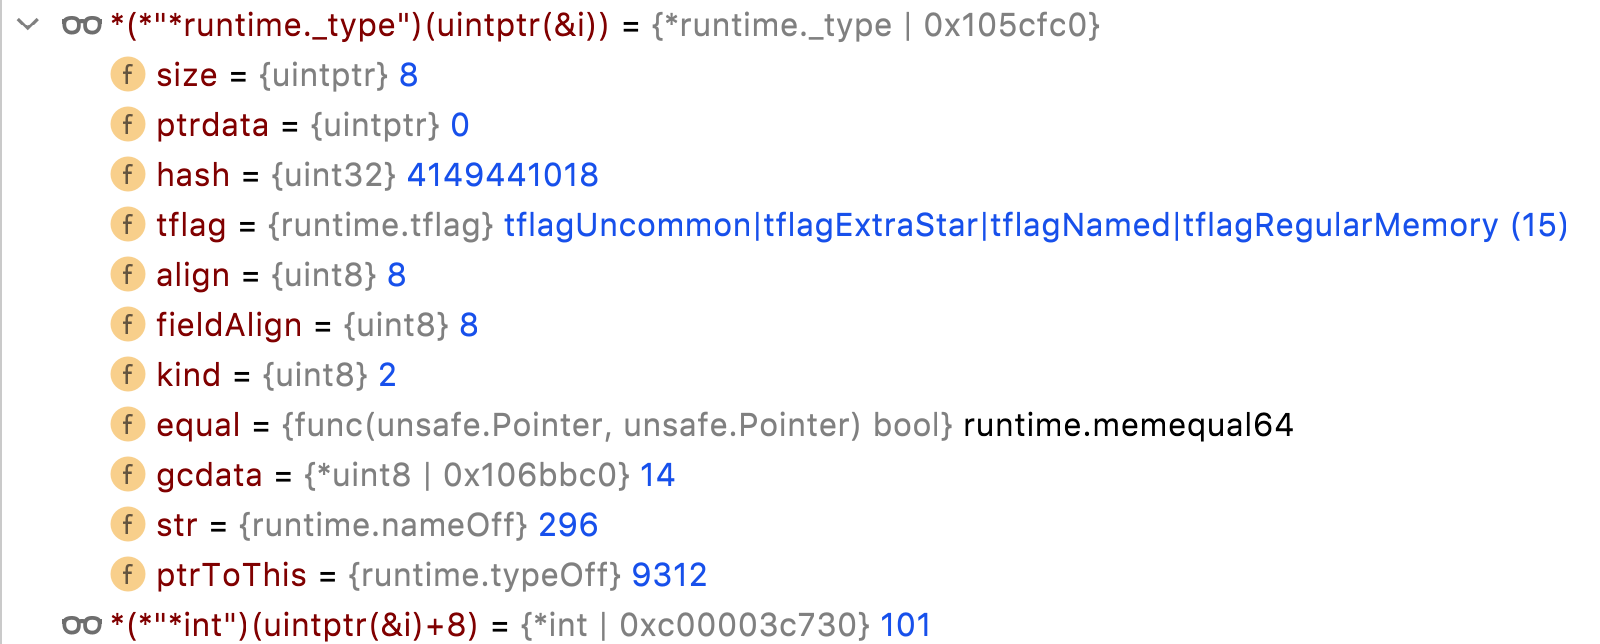 *(*"*runtime._type")(uintptr(&i)) = {*runtime._type | 0x105cfc0}
f size = {uintptr} 8
f ptrdata = {uintptr} 0
f hash = {uint32} 4149441018
f tflag = {runtime.tflag} tflagUncommon|tflagExtraStar|tflagNamed|tflagRegularMemory (15)
f align = {uint8} 8
f fieldAlign = {uint8} 8
f kind = {uint8} 2
f equal = {func(unsafe.Pointer, unsafe.Pointer) bool} runtime.memequal64
f gcdata = {*uint8 | 0x106bbc0} 14
f str = {runtime.nameOff} 296
f ptrToThis = {runtime.typeOff} 9312
*(*"*int")(uintptr(&i)+8) = {*int | 0xc00003c730} 101